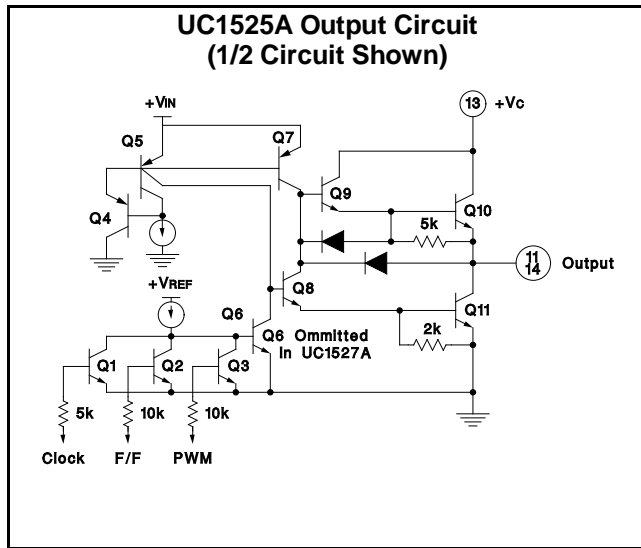 UC1525A Output Circuit
(1/2 Circuit Shown)
+VIN
13 +VC
Q5
Q7
Q9
Q4
Q10
5k
11
14
Output
+VREF
Q8
Q6
Q11
Q6 Ommitted
In UC1527A
2k
Q1
Q2
Q3
5k
10k
10k
Clock
F/F
PWM